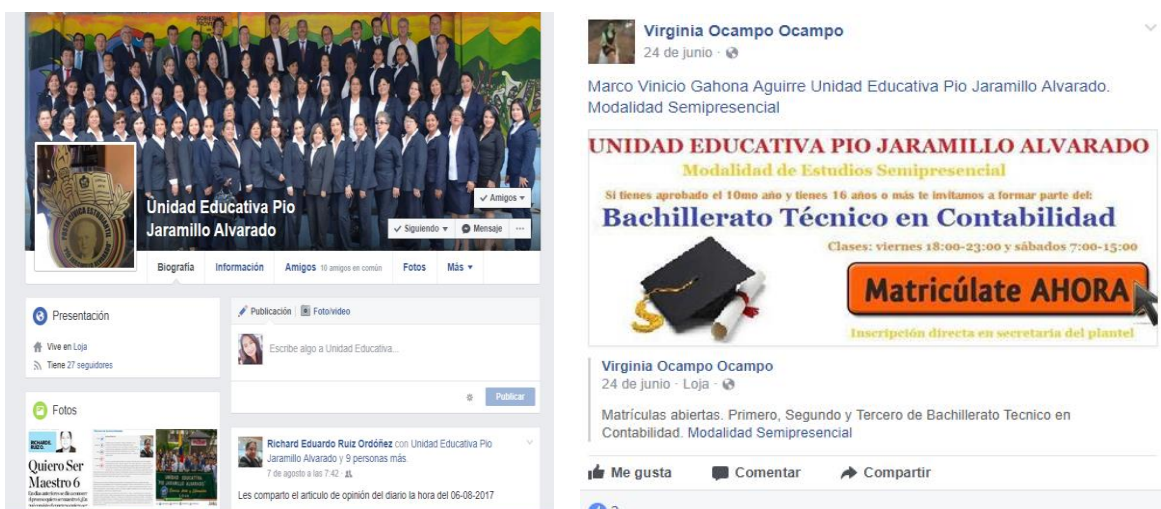 GOBIERNO
PROVINCIAL
Unidad Educativa Pio
Jaramillo Alvarado
Amigos
Siguiendo
Mensaje
Biografía
Información
Amigos 10 amigos en común
Fotos
Más
Presentación
Vive en Loja
Tiene 27 seguidores
Fotos
Quiero Ser
Maestro 6
Publicación
Foto/video
Escribe algo a Unidad Educativa...
Publicar
Richard Eduardo Ruiz Ordóñez con Unidad Educativa Pio
Jaramillo Alvarado y 9 personas más
7 de agosto a las 7:42 ·
Les comparto el articulo de opinión del diario la hora del 06-08-2017
Virginia Ocampo Ocampo
24 de junio ·
Marco Vinicio Gahona Aguirre Unidad Educativa Pio Jaramillo Alvarado.
Modalidad Semipresencial
UNIDAD EDUCATIVA PIO JARAMILLO ALVARADO
Modalidad de Estudios Semipresencial
Si tienes aprobado el 10mo año y tienes 16 años o más te invitamos a formar parte del:
Bachillerato Técnico en Contabilidad
Clases: viernes 18:00-23:00 y sábados 7:00-15:00
Matricúlate AHORA
Inscripción directa en secretaria del plantel
Virginia Ocampo Ocampo
24 de junio · Loja ·
Matrículas abiertas. Primero, Segundo y Tercero de Bachillerato Tecnico en
Contabilidad. Modalidad Semipresencial
Me gusta
Comentar
Compartir